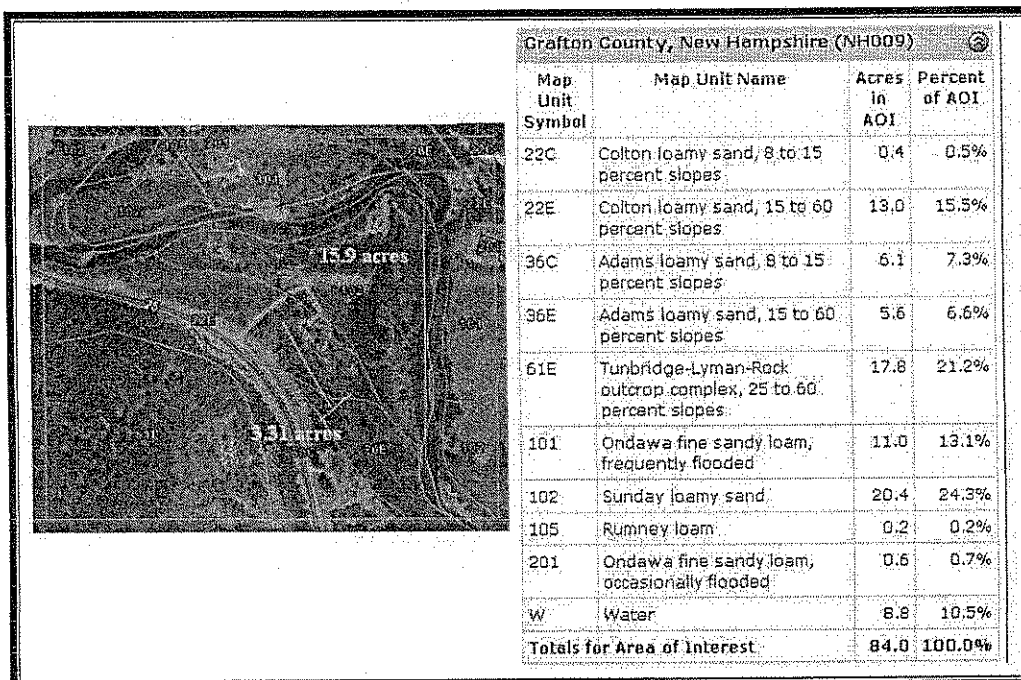 Grafton County, New Hampshire (NH009)
Map Unit Symbol Map Unit Name Acres in AOI Percent of AOI
22C Colton loamy sand, 8 to 15 percent slopes 0.4 0.5%
22E Colton loamy sand, 15 to 60 percent slopes 13.0 15.5%
36C Adams loamy sand, 8 to 15 percent slopes 6.1 7.3%
36E Adams loamy sand, 15 to 60 percent slopes 5.6 6.6%
61E Tunbridge-Lyman-Rock outcrop complex, 25 to 60 percent slopes 17.8 21.2%
101 Ondawa fine sandy loam, frequently flooded 11.0 13.1%
102 Sunday loamy sand 20.4 24.3%
105 Rumney loam 0.2 0.2%
201 Ondawa fine sandy loam, occasionally flooded 0.6 0.7%
W Water 8.8 10.5%
Totals for Area of Interest 84.0 100.0%
15.9 acres
3.31 acres